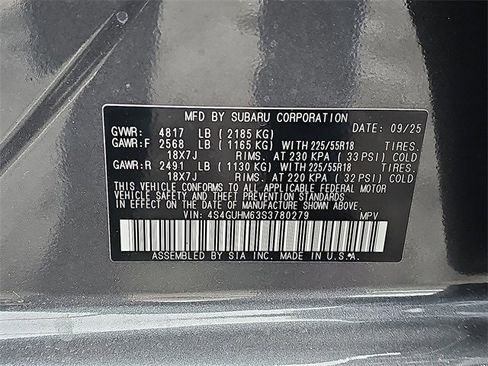 MFD BY SUBARU CORPORATION
GVWR: 4817 LB ( 2185 KG) DATE: 09/25
GAWR:F 2568 LB ( 1165 KG) WITH 225/55R18 TIRES.
18X7J RIMS. AT 230 KPA ( 33 PSI) COLD
GAWR:R 2491 LB ( 1130 KG) WITH 225/55R18 TIRES.
18X7J RIMS. AT 220 KPA ( 32 PSI) COLD
THIS VEHICLE CONFORMS TO ALL APPLICABLE FEDERAL MOTOR
VEHICLE SAFETY AND THEFT PREVENTION STANDARDS
IN EFFECT ON THE DATE OF MANUFACTURE SHOWN ABOVE.
VIN: 4S4GUHM63S3780279 MPV
ASSEMBLED BY SIA INC. IN U.S.A.